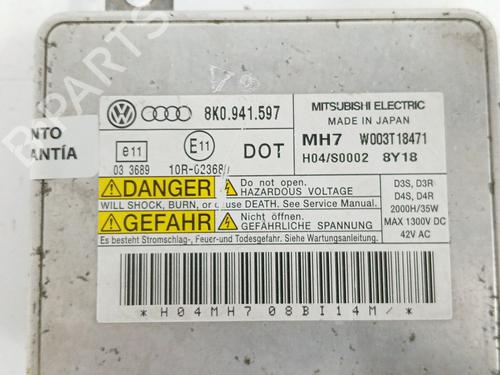 8K0.941.597
MITSUBISHI ELECTRIC
MADE IN JAPAN
MH7 W003T18471
H04/S0002 8Y18
NTO
ANTÍA
e11
E11
DOT
03 3689
DANGER
Do not open.
HAZARDOUS VOLTAGE
WILL SHOCK, BURN, or cause DEATH. See Service Manual.
GEFAHR
Nicht öffnen.
GEFÄHRLICHE SPANNUNG
Es besteht Stromschlag-, Feuer-und Todesgefahr. Siehe Wartungsanleitung.
D3S, D3R
D4S, D4R
2000H/35W
MAX 1300V DC
42V AC
* H04MH7 08BI14M / *
B PARTS